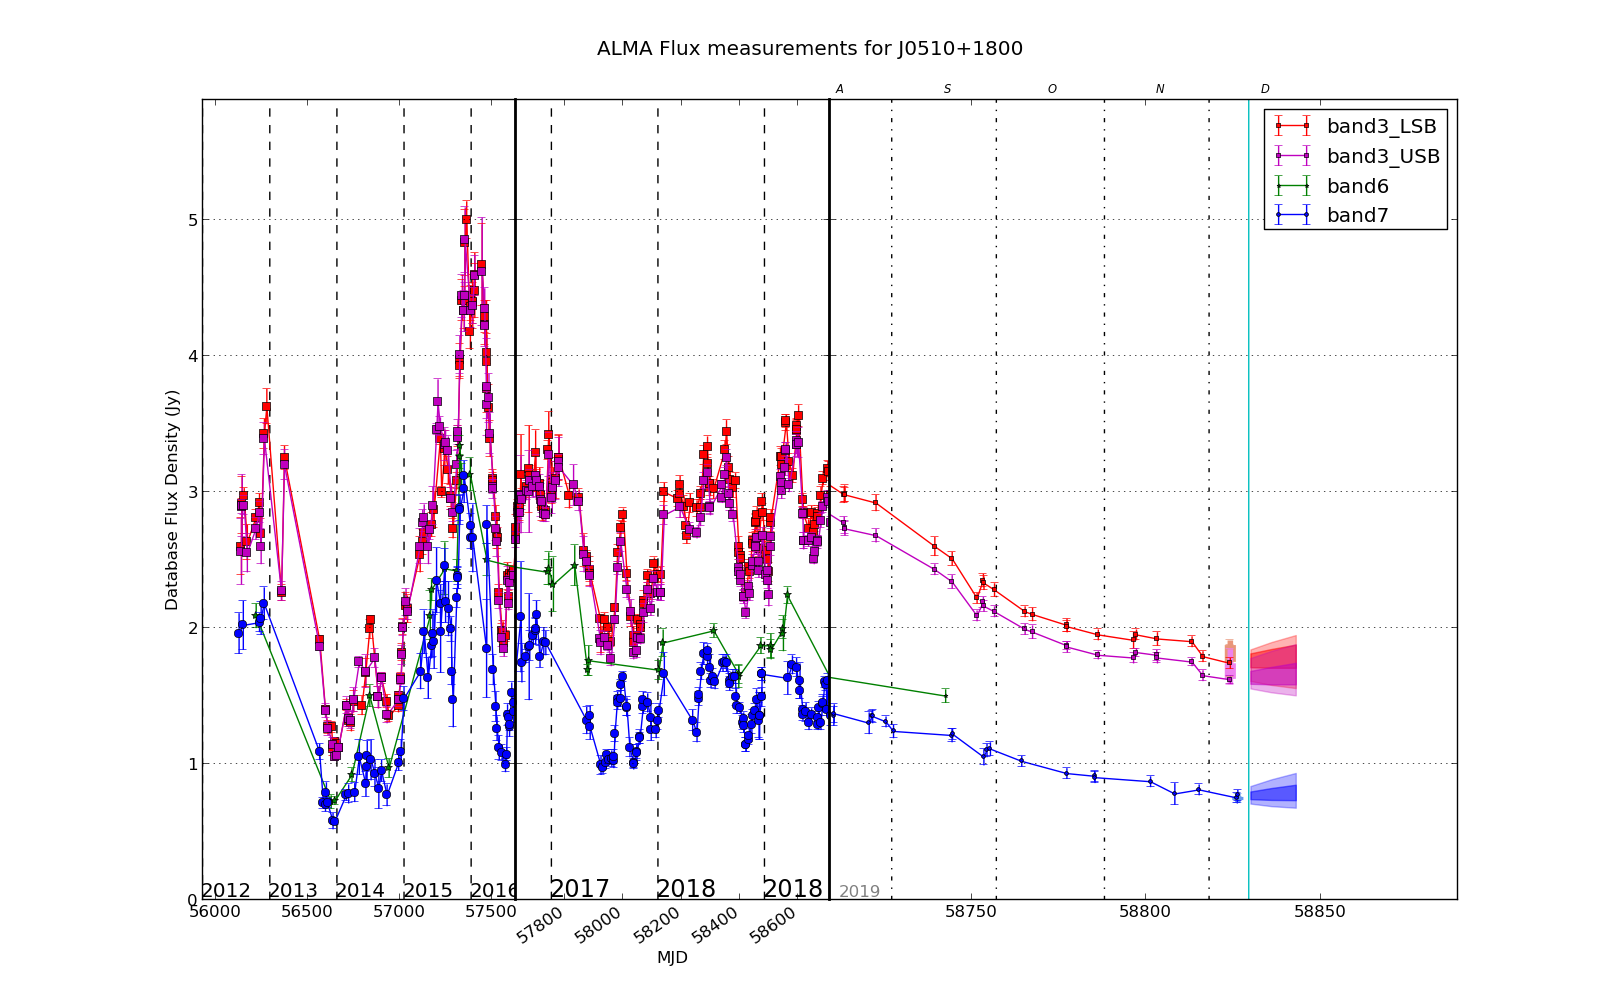 ALMA Flux measurements for J0510+1800
A S O N D
band3_LSB
band3_USB
band6
band7
Database Flux Density (Jy)
5
4
3
2
1
0
2012 2013 2014 2015 2016 2017 2018 2018 2019
56000 56500 57000 57500 57800 58000 58200 58400 58600 58750 58800 58850
MJD